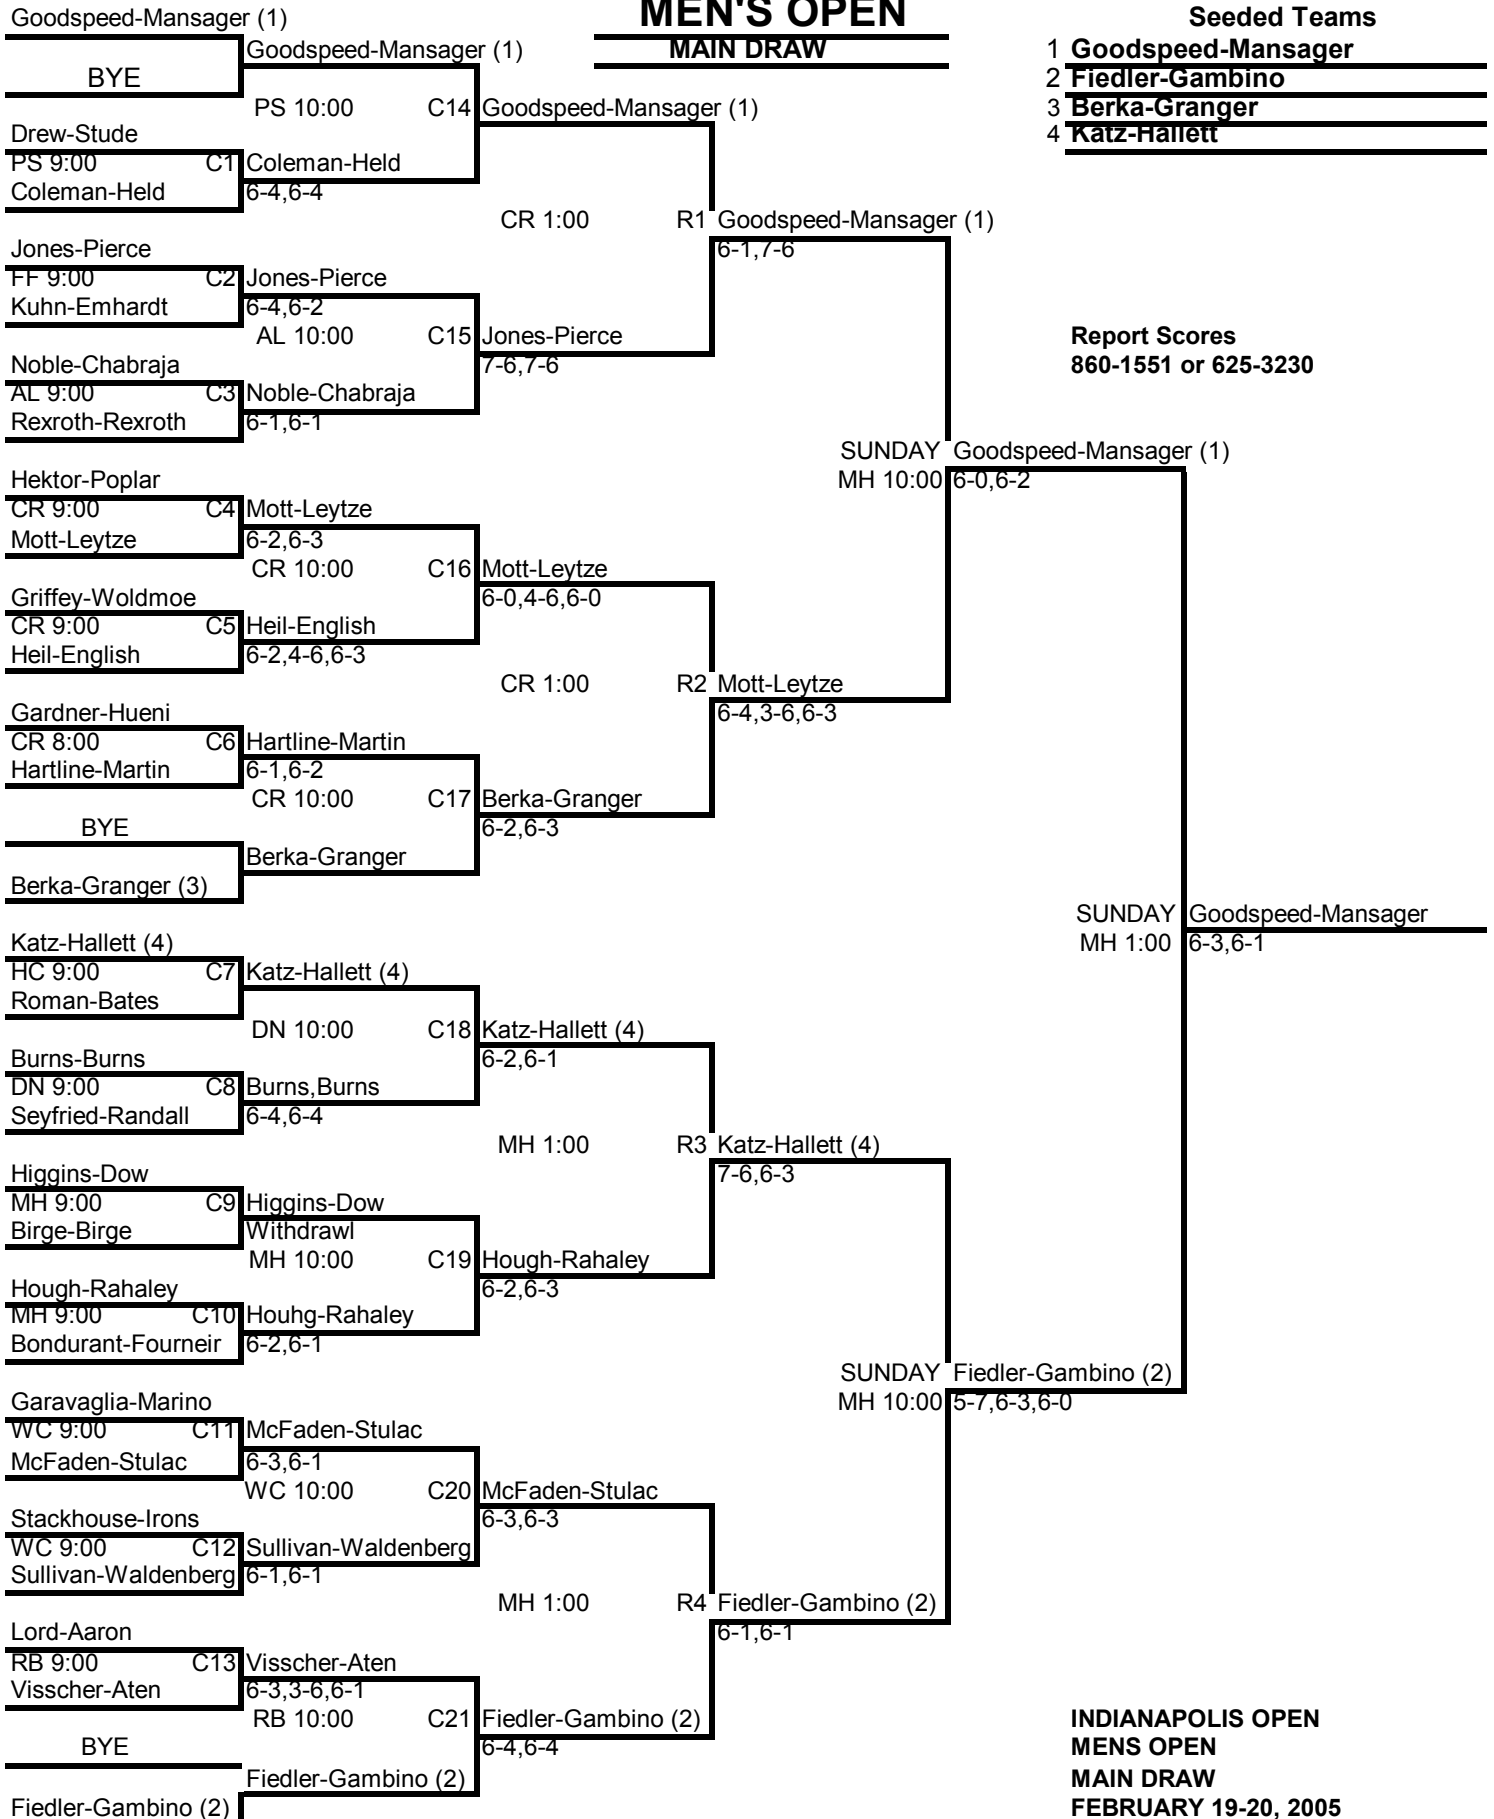 Goodspeed-Mansager (1)
MEN'S OPEN
MAIN DRAW
Seeded Teams
1 Goodspeed-Mansager
2 Fiedler-Gambino
3 Berka-Granger
4 Katz-Hallett
Goodspeed-Mansager (1)
BYE
PS 10:00 C14 Goodspeed-Mansager (1)
Drew-Stude
PS 9:00 C1 Coleman-Held
Coleman-Held 6-4,6-4
CR 1:00 R1 Goodspeed-Mansager (1)
6-1,7-6
Jones-Pierce
FF 9:00 C2 Jones-Pierce
Kuhn-Emhardt 6-4,6-2
AL 10:00 C15 Jones-Pierce
7-6,7-6
Report Scores
860-1551 or 625-3230
Noble-Chabraja
AL 9:00 C3 Noble-Chabraja
Rexroth-Rexroth 6-1,6-1
SUNDAY Goodspeed-Mansager (1)
MH 10:00 6-0,6-2
Hektor-Poplar
CR 9:00 C4 Mott-Leytze
Mott-Leytze 6-2,6-3
CR 10:00 C16 Mott-Leytze
6-0,4-6,6-0
Griffey-Woldmoe
CR 9:00 C5 Heil-English
Heil-English 6-2,4-6,6-3
CR 1:00 R2 Mott-Leytze
6-4,3-6,6-3
Gardner-Hueni
CR 8:00 C6 Hartline-Martin
Hartline-Martin 6-1,6-2
CR 10:00 C17 Berka-Granger
6-2,6-3
BYE
Berka-Granger
Berka-Granger (3)
SUNDAY Goodspeed-Mansager
MH 1:00 6-3,6-1
Katz-Hallett (4)
HC 9:00 C7 Katz-Hallett (4)
Roman-Bates
DN 10:00 C18 Katz-Hallett (4)
6-2,6-1
Burns-Burns
DN 9:00 C8 Burns,Burns
Seyfried-Randall 6-4,6-4
MH 1:00 R3 Katz-Hallett (4)
7-6,6-3
Higgins-Dow
MH 9:00 C9 Higgins-Dow
Birge-Birge Withdrawl
MH 10:00 C19 Hough-Rahaley
6-2,6-3
Hough-Rahaley
MH 9:00 C10 Houhg-Rahaley
Bondurant-Fourneir 6-2,6-1
SUNDAY Fiedler-Gambino (2)
MH 10:00 5-7,6-3,6-0
Garavaglia-Marino
WC 9:00 C11 McFaden-Stulac
McFaden-Stulac 6-3,6-1
WC 10:00 C20 McFaden-Stulac
6-3,6-3
Stackhouse-Irons
WC 9:00 C12 Sullivan-Waldenberg
Sullivan-Waldenberg 6-1,6-1
MH 1:00 R4 Fiedler-Gambino (2)
6-1,6-1
Lord-Aaron
RB 9:00 C13 Visscher-Aten
Visscher-Aten 6-3,3-6,6-1
RB 10:00 C21 Fiedler-Gambino (2)
6-4,6-4
BYE
Fiedler-Gambino (2)
Fiedler-Gambino (2)
INDIANAPOLIS OPEN
MENS OPEN
MAIN DRAW
FEBRUARY 19-20, 2005